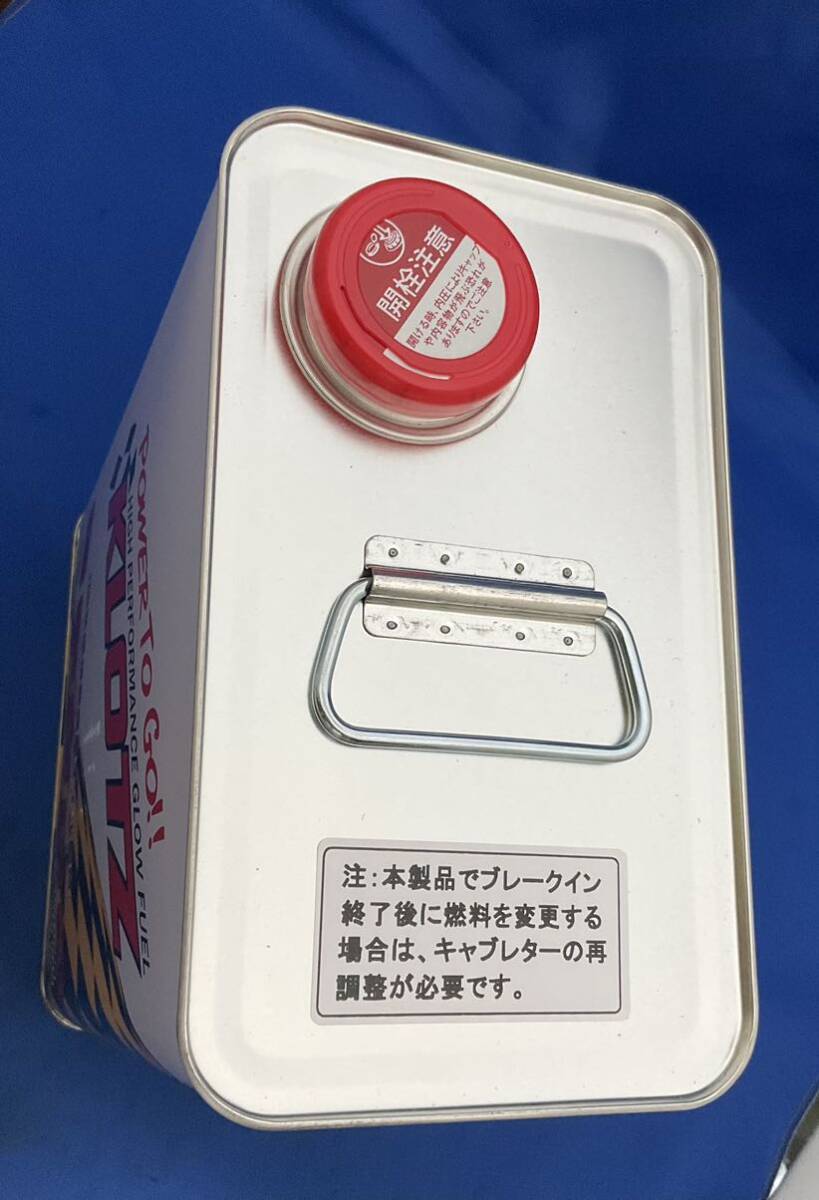 開栓注意
開ける時、内圧によりキャップ
や内容物が飛ぶ恐れが
ありますのでご注意
下さい。
POWER TO GO!!
KLOTZ
HIGH PERFORMANCE GLOW FUEL
注:本製品でブレークイン
終了後に燃料を変更する
場合は、キャブレターの再
調整が必要です。